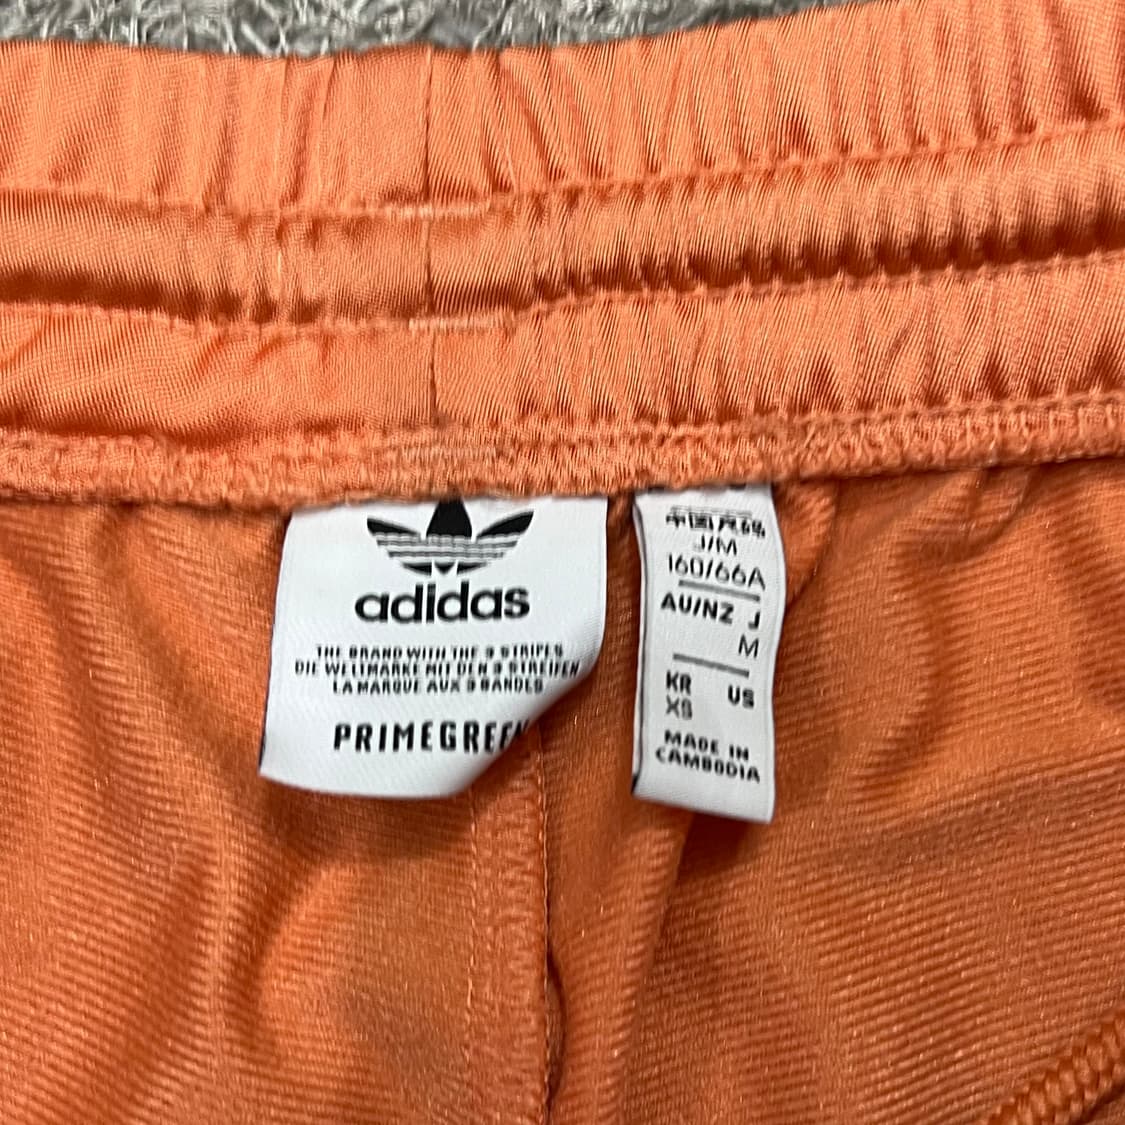 adidas
THE BRAND WITH THE 3 STRIPES
DIE WELTMARKE MIT DEN 3 STREIFEN
LA MARQUE AUX 3 BANDES
PRIMEGREEN
J/M
160/66A
AU/NZ J
M
KR US
XS
MADE IN
CAMBODIA